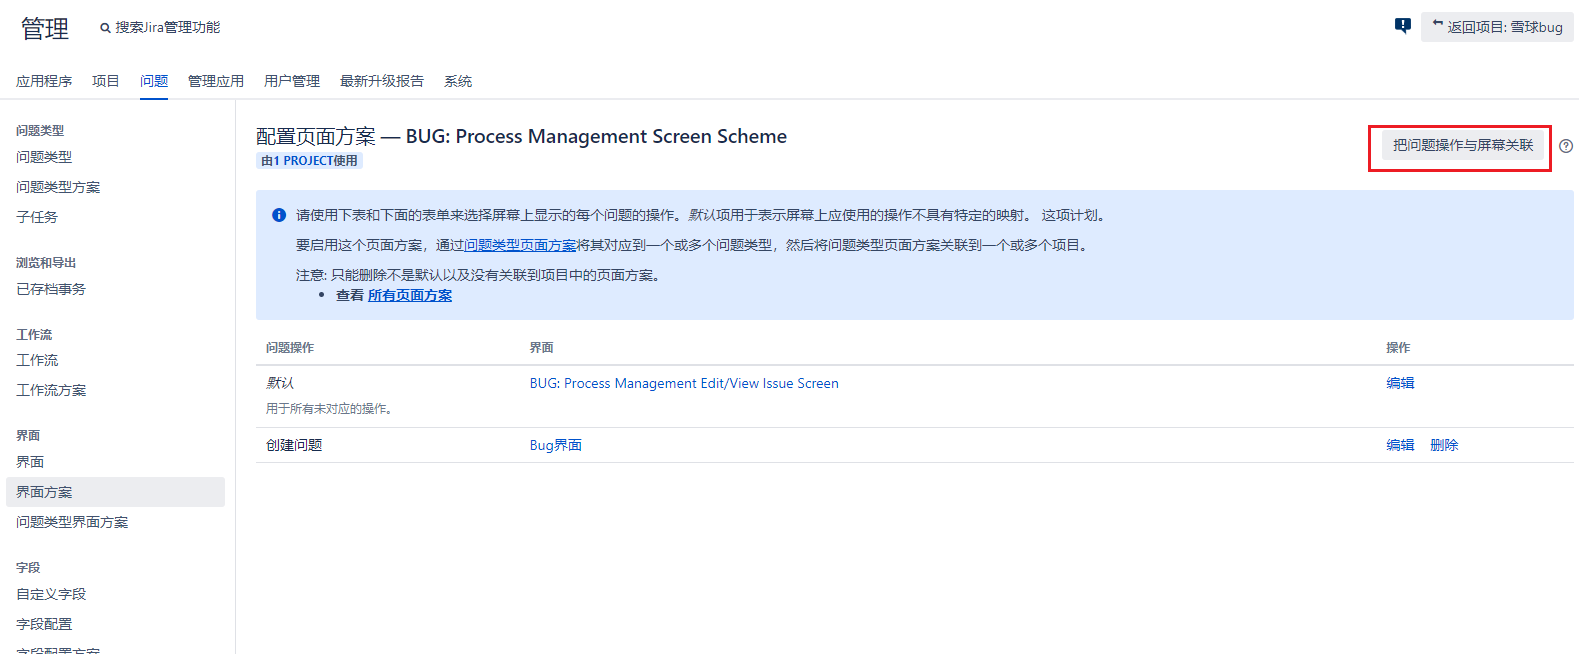 管理
搜索Jira管理功能
返回项目: 雪球bug
应用程序 项目 问题 管理应用 用户管理 最新升级报告 系统
问题类型
问题类型
问题类型方案
子任务
浏览和导出
已存档事务
工作流
工作流
工作流方案
界面
界面
界面方案
问题类型界面方案
字段
自定义字段
字段配置
字段配置方案
配置页面方案 — BUG: Process Management Screen Scheme
由1 PROJECT使用
把问题操作与屏幕关联
请使用下表和下面的表单来选择屏幕上显示的每个问题的操作。默认项用于表示屏幕上应使用的操作不具有特定的映射。 这项计划。
要启用这个页面方案，通过问题类型页面方案将其对应到一个或多个问题类型，然后将问题类型页面方案关联到一个或多个项目。
注意: 只能删除不是默认以及没有关联到项目中的页面方案。
• 查看 所有页面方案
问题操作 界面 操作
默认 BUG: Process Management Edit/View Issue Screen 编辑
用于所有未对应的操作。
创建问题 Bug界面 编辑 删除